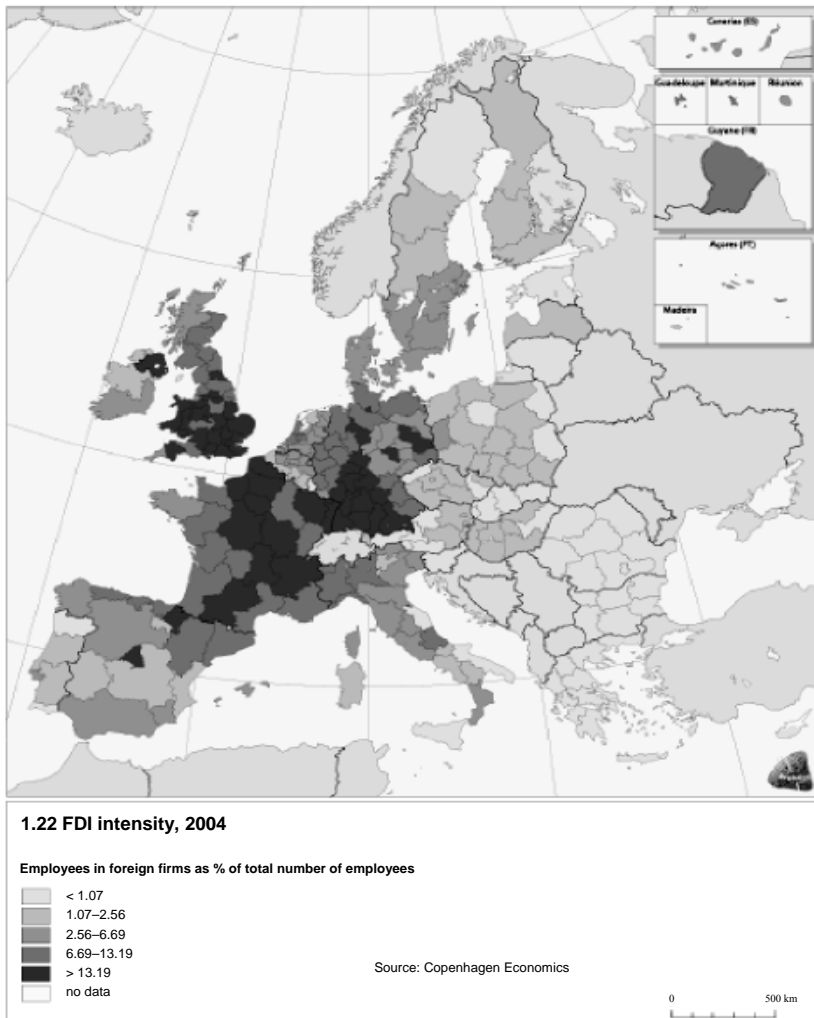 Canarias (ES)
Guadeloupe Martinique Réunion
Guyane (FR)
Açores (PT)
Madeira
1.22 FDI intensity, 2004
Employees in foreign firms as % of total number of employees
< 1.07
1.07–2.56
2.56–6.69
6.69–13.19
> 13.19
no data
Source: Copenhagen Economics
0 500 km